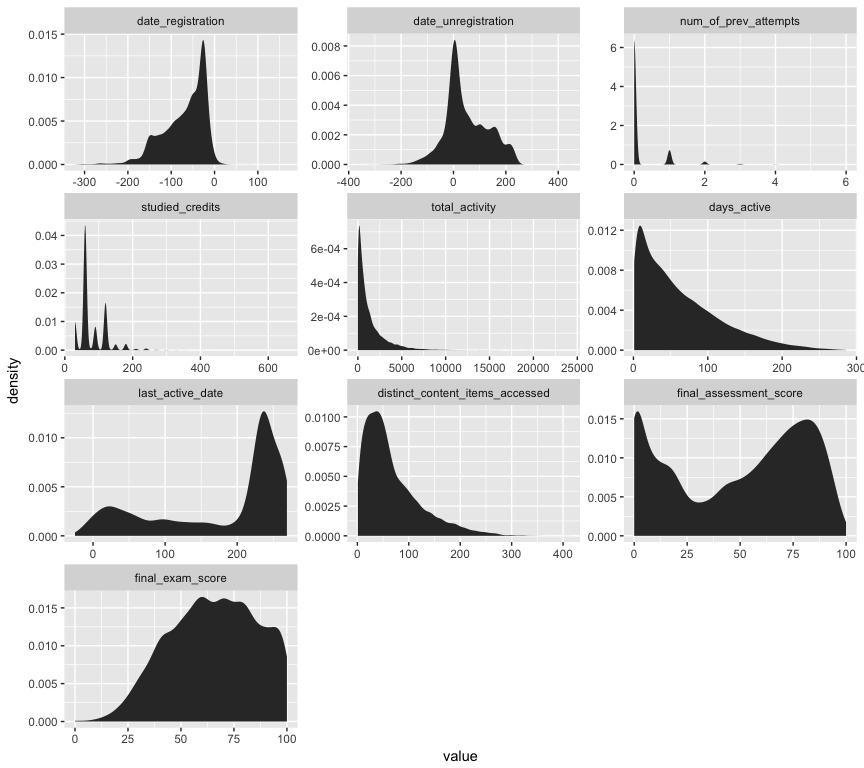 date_registration
date_unregistration
num_of_prev_attempts
0.015
0.010
0.005
0.000
0.008
0.006
0.004
0.002
0.000
6
4
2
0
-300 -200 -100 0 100
-400 -200 0 200 400
0 2 4 6
studied_credits
total_activity
days_active
0.04
0.03
0.02
0.01
0.00
6e-04
4e-04
2e-04
0e+00
0.012
0.008
0.004
0.000
0 200 400 600
0 5000 10000 15000 20000 25000
0 100 200 300
last_active_date
distinct_content_items_accessed
final_assessment_score
0.010
0.005
0.000
0.0100
0.0075
0.0050
0.0025
0.0000
0.015
0.010
0.005
0.000
0 100 200
0 100 200 300 400
0 25 50 75 100
final_exam_score
0.015
0.010
0.005
0.000
0 25 50 75 100
density
value